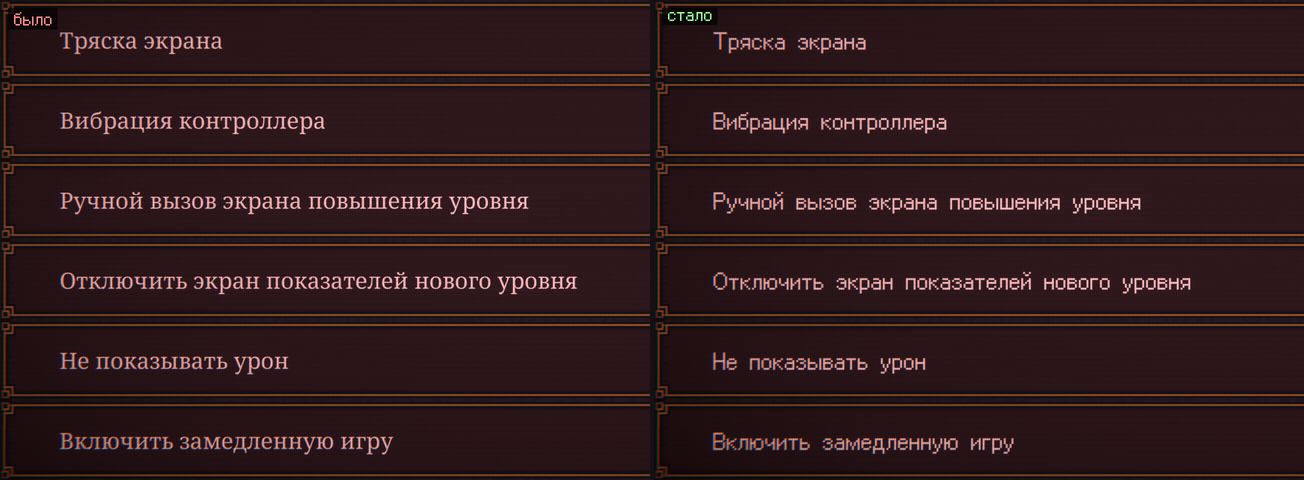 было
Тряска экрана
Вибрация контроллера
Ручной вызов экрана повышения уровня
Отключить экран показателей нового уровня
Не показывать урон
Включить замедленную игру
стало
Тряска экрана
Вибрация контроллера
Ручной вызов экрана повышения уровня
Отключить экран показателей нового уровня
Не показывать урон
Включить замедленную игру